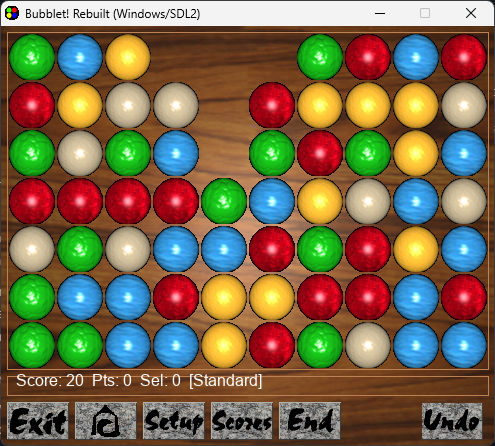 Bubblet! Rebuilt (Windows/SDL2)
Score: 20 Pts: 0 Sel: 0 [Standard]
Exit Setup Scores End Undo